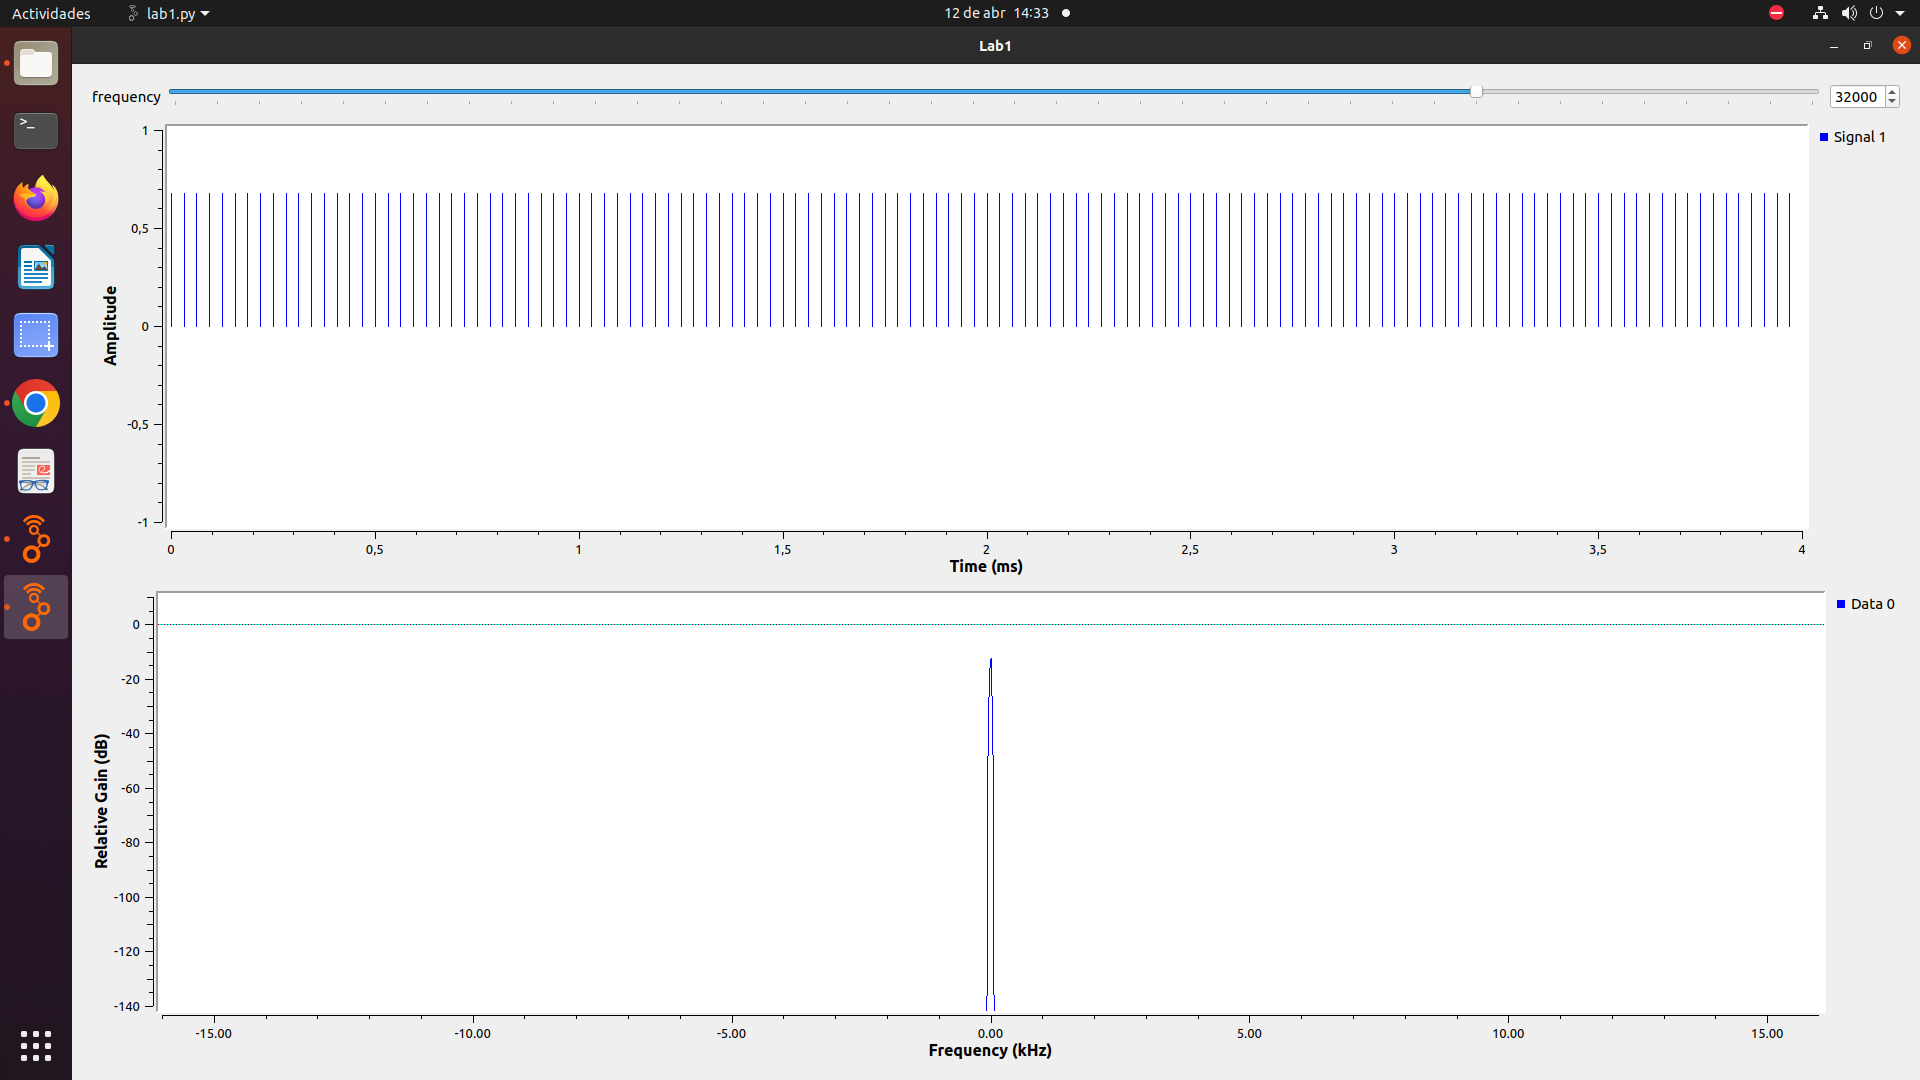 Actividades lab1.py 12 de abr 14:33
Lab1
frequency 32000
1
0,5
0
-0,5
-1
Amplitude
Signal 1
0 0,5 1 1,5 2 2,5 3 3,5 4
Time (ms)
0
-20
-40
-60
-80
-100
-120
-140
Relative Gain (dB)
Data 0
-15.00 -10.00 -5.00 0.00 5.00 10.00 15.00
Frequency (kHz)